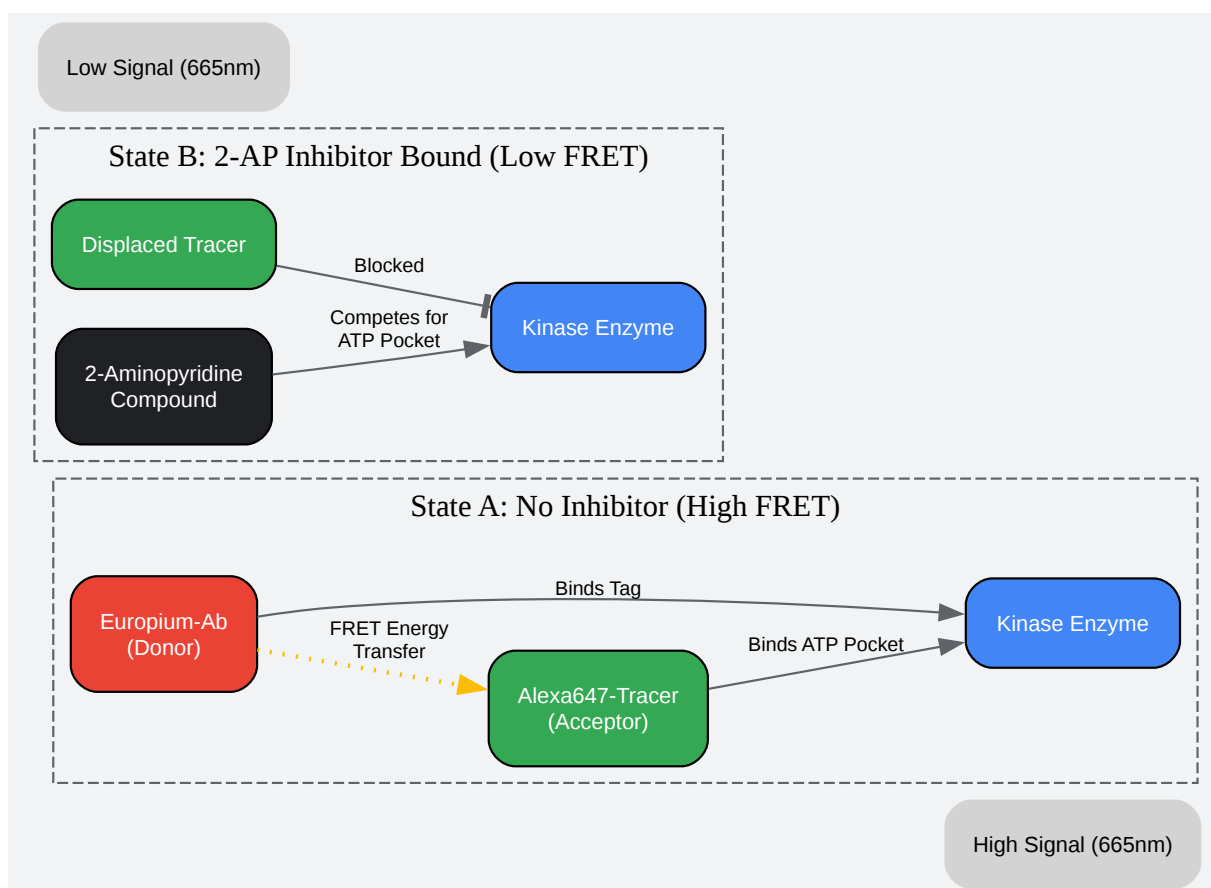 Low Signal (665nm)
State B: 2-AP Inhibitor Bound (Low FRET)
Displaced Tracer
Blocked
Competes for
ATP Pocket
Kinase Enzyme
2-Aminopyridine
Compound
State A: No Inhibitor (High FRET)
Europium-Ab
(Donor)
Binds Tag
FRET Energy
Transfer
Binds ATP Pocket
Kinase Enzyme
Alexa647-Tracer
(Acceptor)
High Signal (665nm)